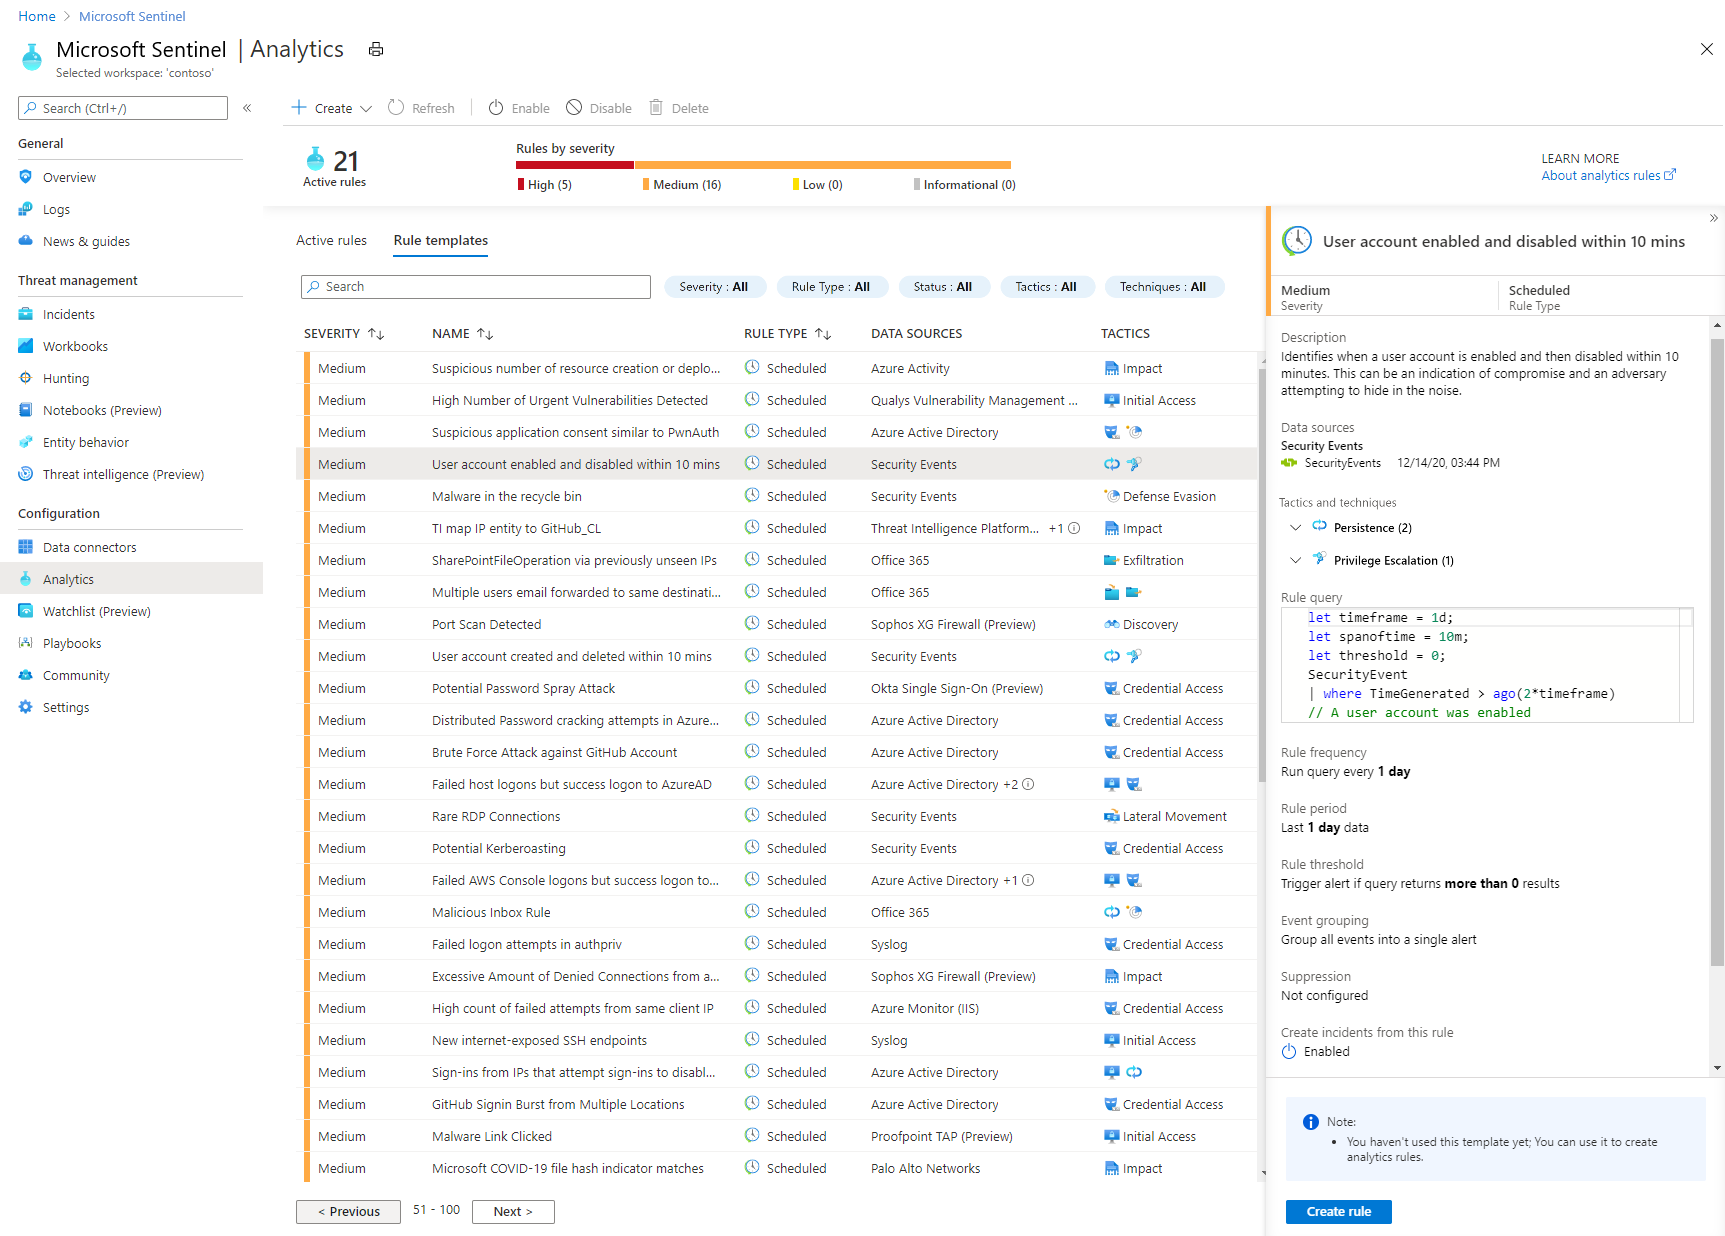 Home > Microsoft Sentinel
Microsoft Sentinel | Analytics
Selected workspace: 'contoso'
Search (Ctrl+/) «
General
Overview
Logs
News & guides
Threat management
Incidents
Workbooks
Hunting
Notebooks (Preview)
Entity behavior
Threat intelligence (Preview)
Configuration
Data connectors
Analytics
Watchlist (Preview)
Playbooks
Community
Settings
Create Refresh Enable Disable Delete
21
Active rules
Rules by severity
High (5) Medium (16) Low (0) Informational (0)
LEARN MORE
About analytics rules
Active rules Rule templates
Search Severity : All Rule Type : All Status : All Tactics : All Techniques : All
SEVERITY NAME RULE TYPE DATA SOURCES TACTICS
Medium Suspicious number of resource creation or deplo... Scheduled Azure Activity Impact
Medium High Number of Urgent Vulnerabilities Detected Scheduled Qualys Vulnerability Management ... Initial Access
Medium Suspicious application consent similar to PwnAuth Scheduled Azure Active Directory
Medium User account enabled and disabled within 10 mins Scheduled Security Events
Medium Malware in the recycle bin Scheduled Security Events Defense Evasion
Medium TI map IP entity to GitHub_CL Scheduled Threat Intelligence Platform... +1 Impact
Medium SharePointFileOperation via previously unseen IPs Scheduled Office 365 Exfiltration
Medium Multiple users email forwarded to same destinati... Scheduled Office 365
Medium Port Scan Detected Scheduled Sophos XG Firewall (Preview) Discovery
Medium User account created and deleted within 10 mins Scheduled Security Events
Medium Potential Password Spray Attack Scheduled Okta Single Sign-On (Preview) Credential Access
Medium Distributed Password cracking attempts in Azure... Scheduled Azure Active Directory Credential Access
Medium Brute Force Attack against GitHub Account Scheduled Azure Active Directory Credential Access
Medium Failed host logons but success logon to AzureAD Scheduled Azure Active Directory +2
Medium Rare RDP Connections Scheduled Security Events Lateral Movement
Medium Potential Kerberoasting Scheduled Security Events Credential Access
Medium Failed AWS Console logons but success logon to... Scheduled Azure Active Directory +1
Medium Malicious Inbox Rule Scheduled Office 365
Medium Failed logon attempts in authpriv Scheduled Syslog Credential Access
Medium Excessive Amount of Denied Connections from a... Scheduled Sophos XG Firewall (Preview) Impact
Medium High count of failed attempts from same client IP Scheduled Azure Monitor (IIS) Credential Access
Medium New internet-exposed SSH endpoints Scheduled Syslog Initial Access
Medium Sign-ins from IPs that attempt sign-ins to disabl... Scheduled Azure Active Directory
Medium GitHub Signin Burst from Multiple Locations Scheduled Azure Active Directory Credential Access
Medium Malware Link Clicked Scheduled Proofpoint TAP (Preview) Initial Access
Medium Microsoft COVID-19 file hash indicator matches Scheduled Palo Alto Networks Impact
< Previous 51 - 100 Next >
»
User account enabled and disabled within 10 mins
Medium Scheduled
Severity Rule Type
Description
Identifies when a user account is enabled and then disabled within 10
minutes. This can be an indication of compromise and an adversary
attempting to hide in the noise.
Data sources
Security Events
SecurityEvents 12/14/20, 03:44 PM
Tactics and techniques
Persistence (2)
Privilege Escalation (1)
Rule query
let timeframe = 1d;
let spanoftime = 10m;
let threshold = 0;
SecurityEvent
| where TimeGenerated > ago(2*timeframe)
// A user account was enabled
Rule frequency
Run query every 1 day
Rule period
Last 1 day data
Rule threshold
Trigger alert if query returns more than 0 results
Event grouping
Group all events into a single alert
Suppression
Not configured
Create incidents from this rule
Enabled
Note:
• You haven't used this template yet; You can use it to create
analytics rules.
Create rule